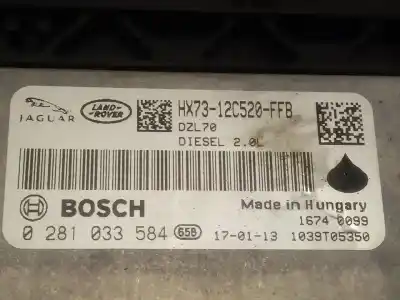 JAGUAR
LAND-
ROVER
HX73-12C520-FFB
DZL70
DIESEL 2.0L
BOSCH
Made in Hungary
1674 0099
0 281 033 584 65B 17-01-13 1039T05350